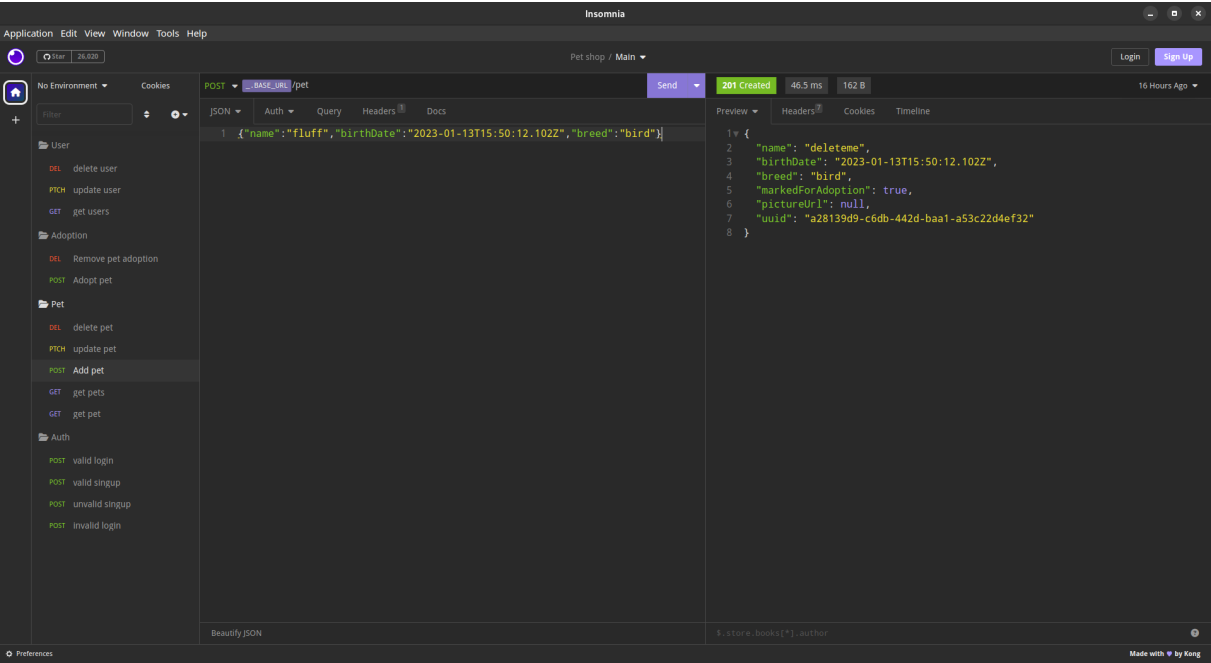 Insomnia
Application Edit View Window Tools Help
Star 26,020
Pet shop / Main
Login Sign Up
No Environment Cookies
POST _.BASE_URL /pet
Send
201 Created 46.5 ms 162 B
16 Hours Ago
Filter
JSON Auth Query Headers 1 Docs
Preview Headers 7 Cookies Timeline
User
DEL delete user
PTCH update user
GET get users
Adoption
DEL Remove pet adoption
POST Adopt pet
Pet
DEL delete pet
PTCH update pet
POST Add pet
GET get pets
GET get pet
Auth
POST valid login
POST valid singup
POST unvalid singup
POST invalid login
1 {"name":"fluff","birthDate":"2023-01-13T15:50:12.102Z","breed":"bird"}
1 {
2 "name": "deleteme",
3 "birthDate": "2023-01-13T15:50:12.102Z",
4 "breed": "bird",
5 "markedForAdoption": true,
6 "pictureUrl": null,
7 "uuid": "a28139d9-c6db-442d-baa1-a53c22d4ef32"
8 }
Beautify JSON
$.store.books[*].author
Preferences
Made with ♥ by Kong